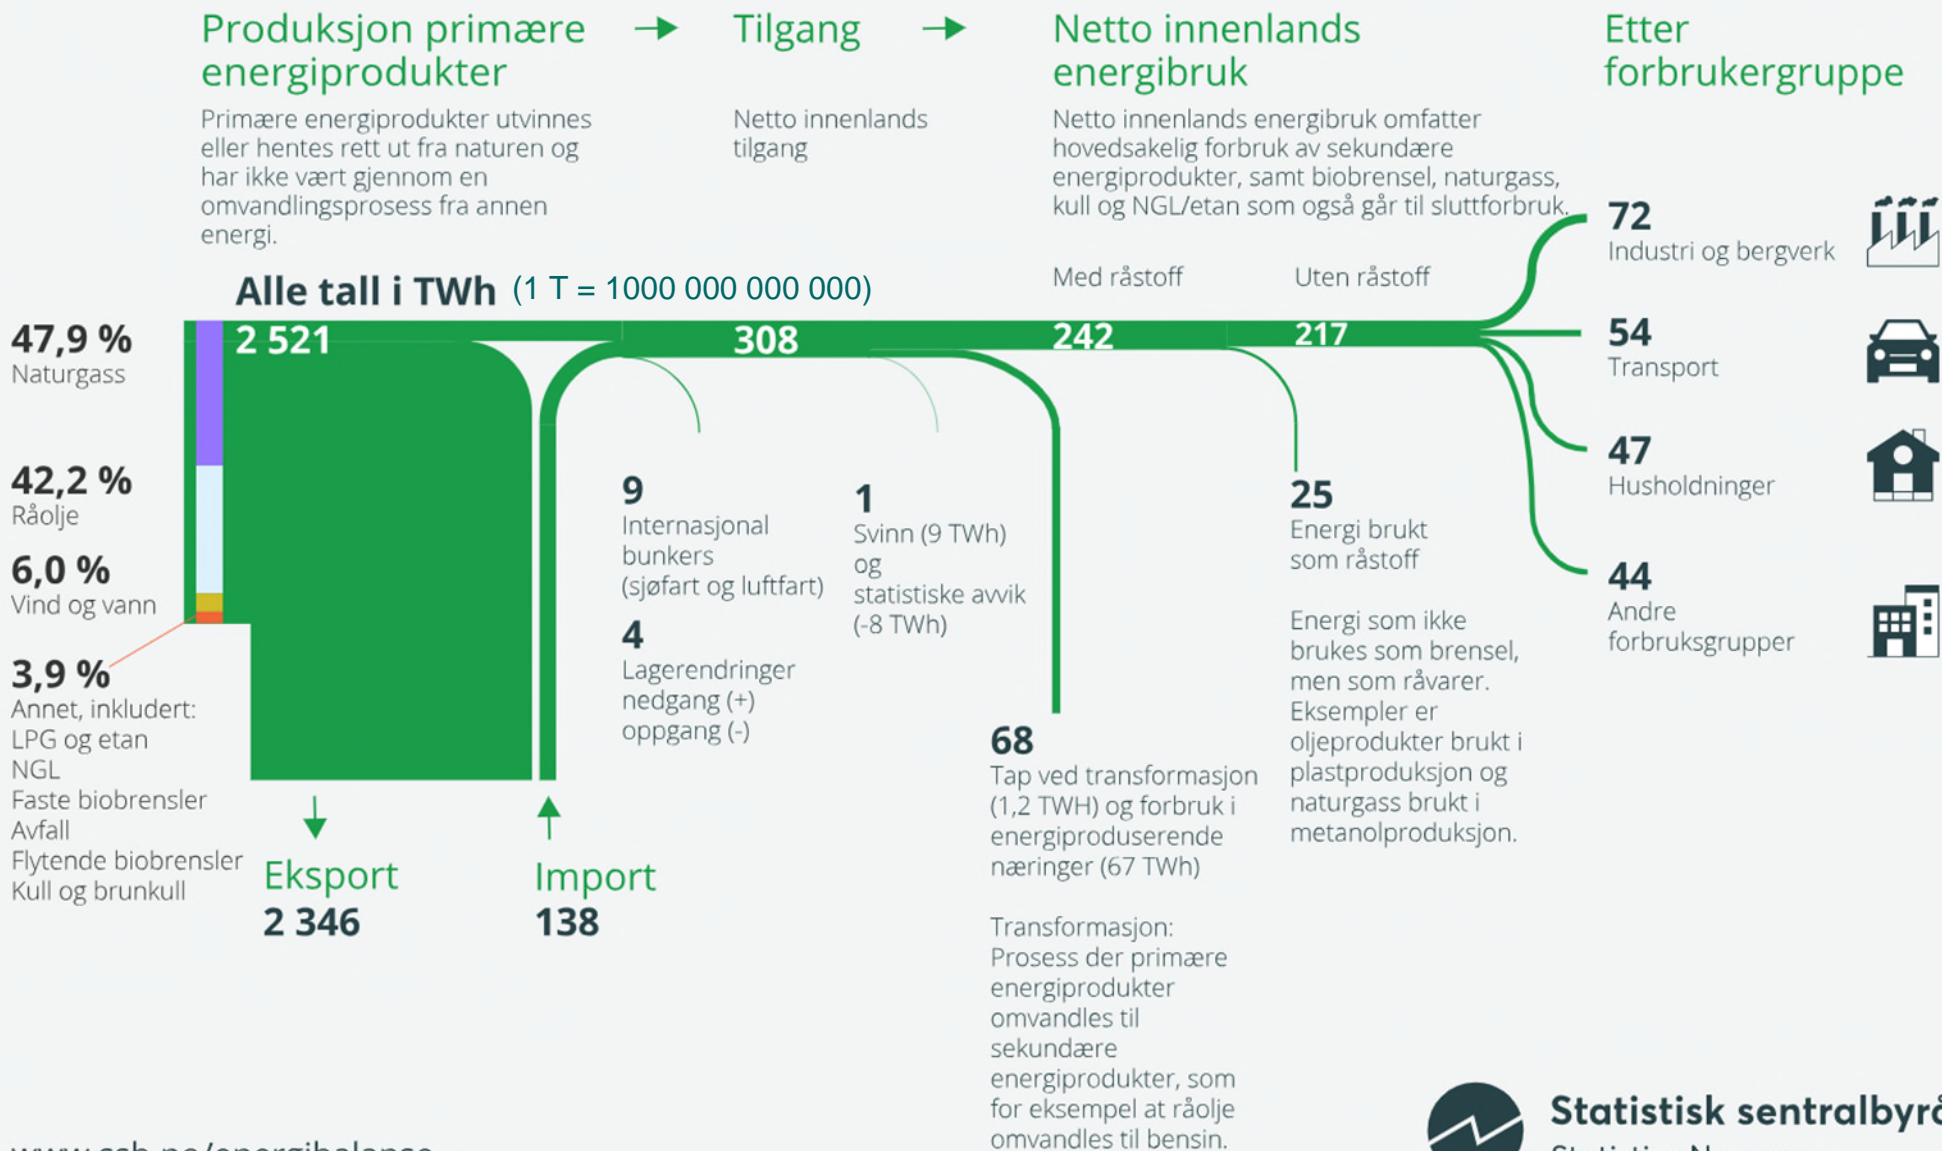 Produksjon primære
energiprodukter
Primære energiprodukter utvinnes
eller hentes rett ut fra naturen og
har ikke vært gjennom en
omvandlingsprosess fra annen
energi.
Tilgang
Netto innenlands
tilgang
Netto innenlands
energibruk
Netto innenlands energibruk omfatter
hovedsakelig forbruk av sekundære
energiprodukter, samt biobrensel, naturgass,
kull og NGL/etan som også går til sluttforbruk.
Med råstoff
Uten råstoff
Etter
forbrukergruppe
Alle tall i TWh (1 T = 1000 000 000 000)
47,9 %
Naturgass
42,2 %
Råolje
6,0 %
Vind og vann
3,9 %
Annet, inkludert:
LPG og etan
NGL
Faste biobrensler
Avfall
Flytende biobrensler
Kull og brunkull
2 521
308
242
217
Eksport
2 346
Import
138
9
Internasjonal
bunkers
(sjøfart og luftfart)
4
Lagerendringer
nedgang (+)
oppgang (-)
1
Svinn (9 TWh)
og
statistiske avvik
(-8 TWh)
68
Tap ved transformasjon
(1,2 TWH) og forbruk i
energiproduserende
næringer (67 TWh)
Transformasjon:
Prosess der primære
energiprodukter
omvandles til
sekundære
energiprodukter, som
for eksempel at råolje
omvandles til bensin.
25
Energi brukt
som råstoff
Energi som ikke
brukes som brensel,
men som råvarer.
Eksempler er
oljeprodukter brukt i
plastproduksjon og
naturgass brukt i
metanolproduksjon.
72
Industri og bergverk
54
Transport
47
Husholdninger
44
Andre
forbruksgrupper
www.ssb.no/energibalanse
Statistisk sentralbyrå